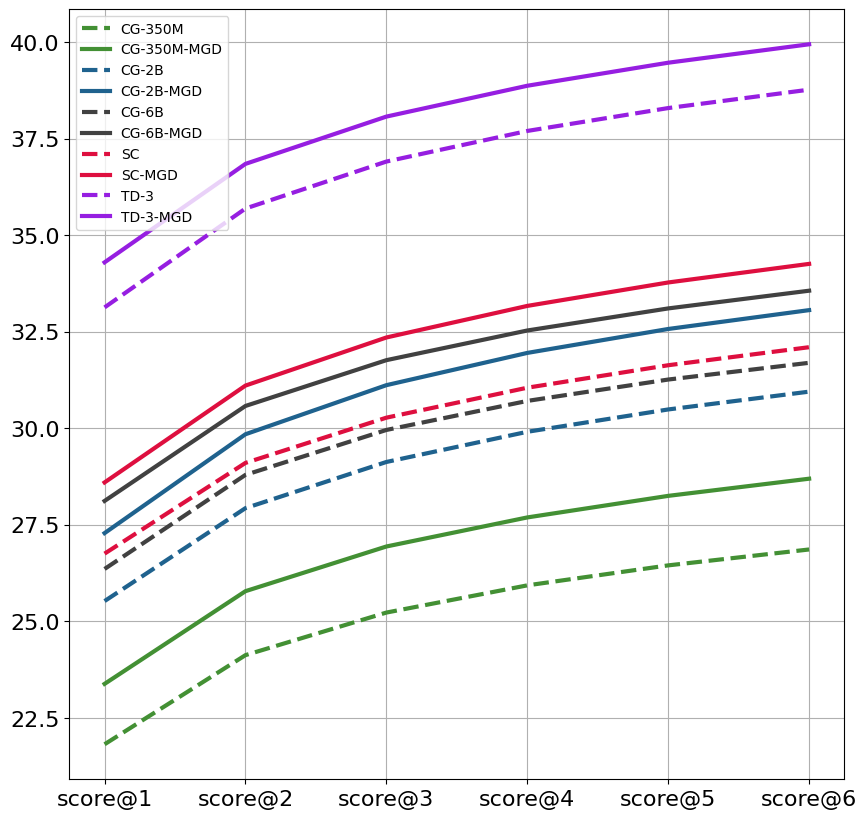 40.0
37.5
35.0
32.5
30.0
27.5
25.0
22.5
CG-350M
CG-350M-MGD
CG-2B
CG-2B-MGD
CG-6B
CG-6B-MGD
SC
SC-MGD
TD-3
TD-3-MGD
score@1 score@2 score@3 score@4 score@5 score@6